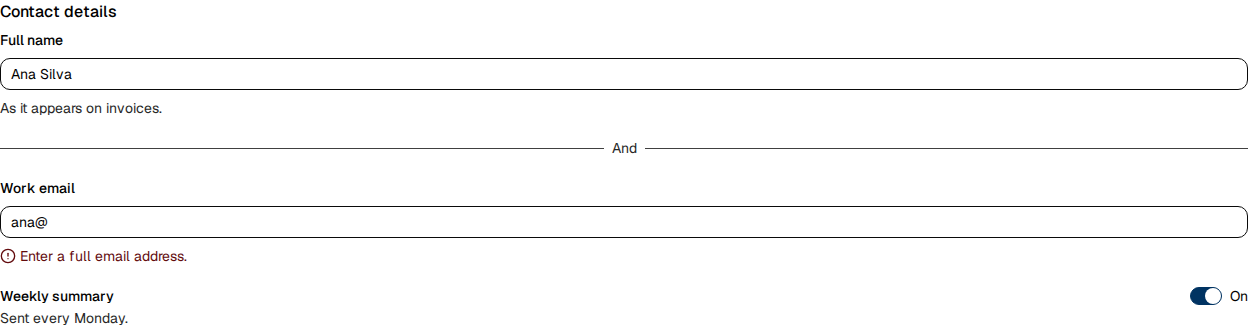 Contact details
Full name
Ana Silva
As it appears on invoices.
And
Work email
ana@
Enter a full email address.
Weekly summary
On
Sent every Monday.